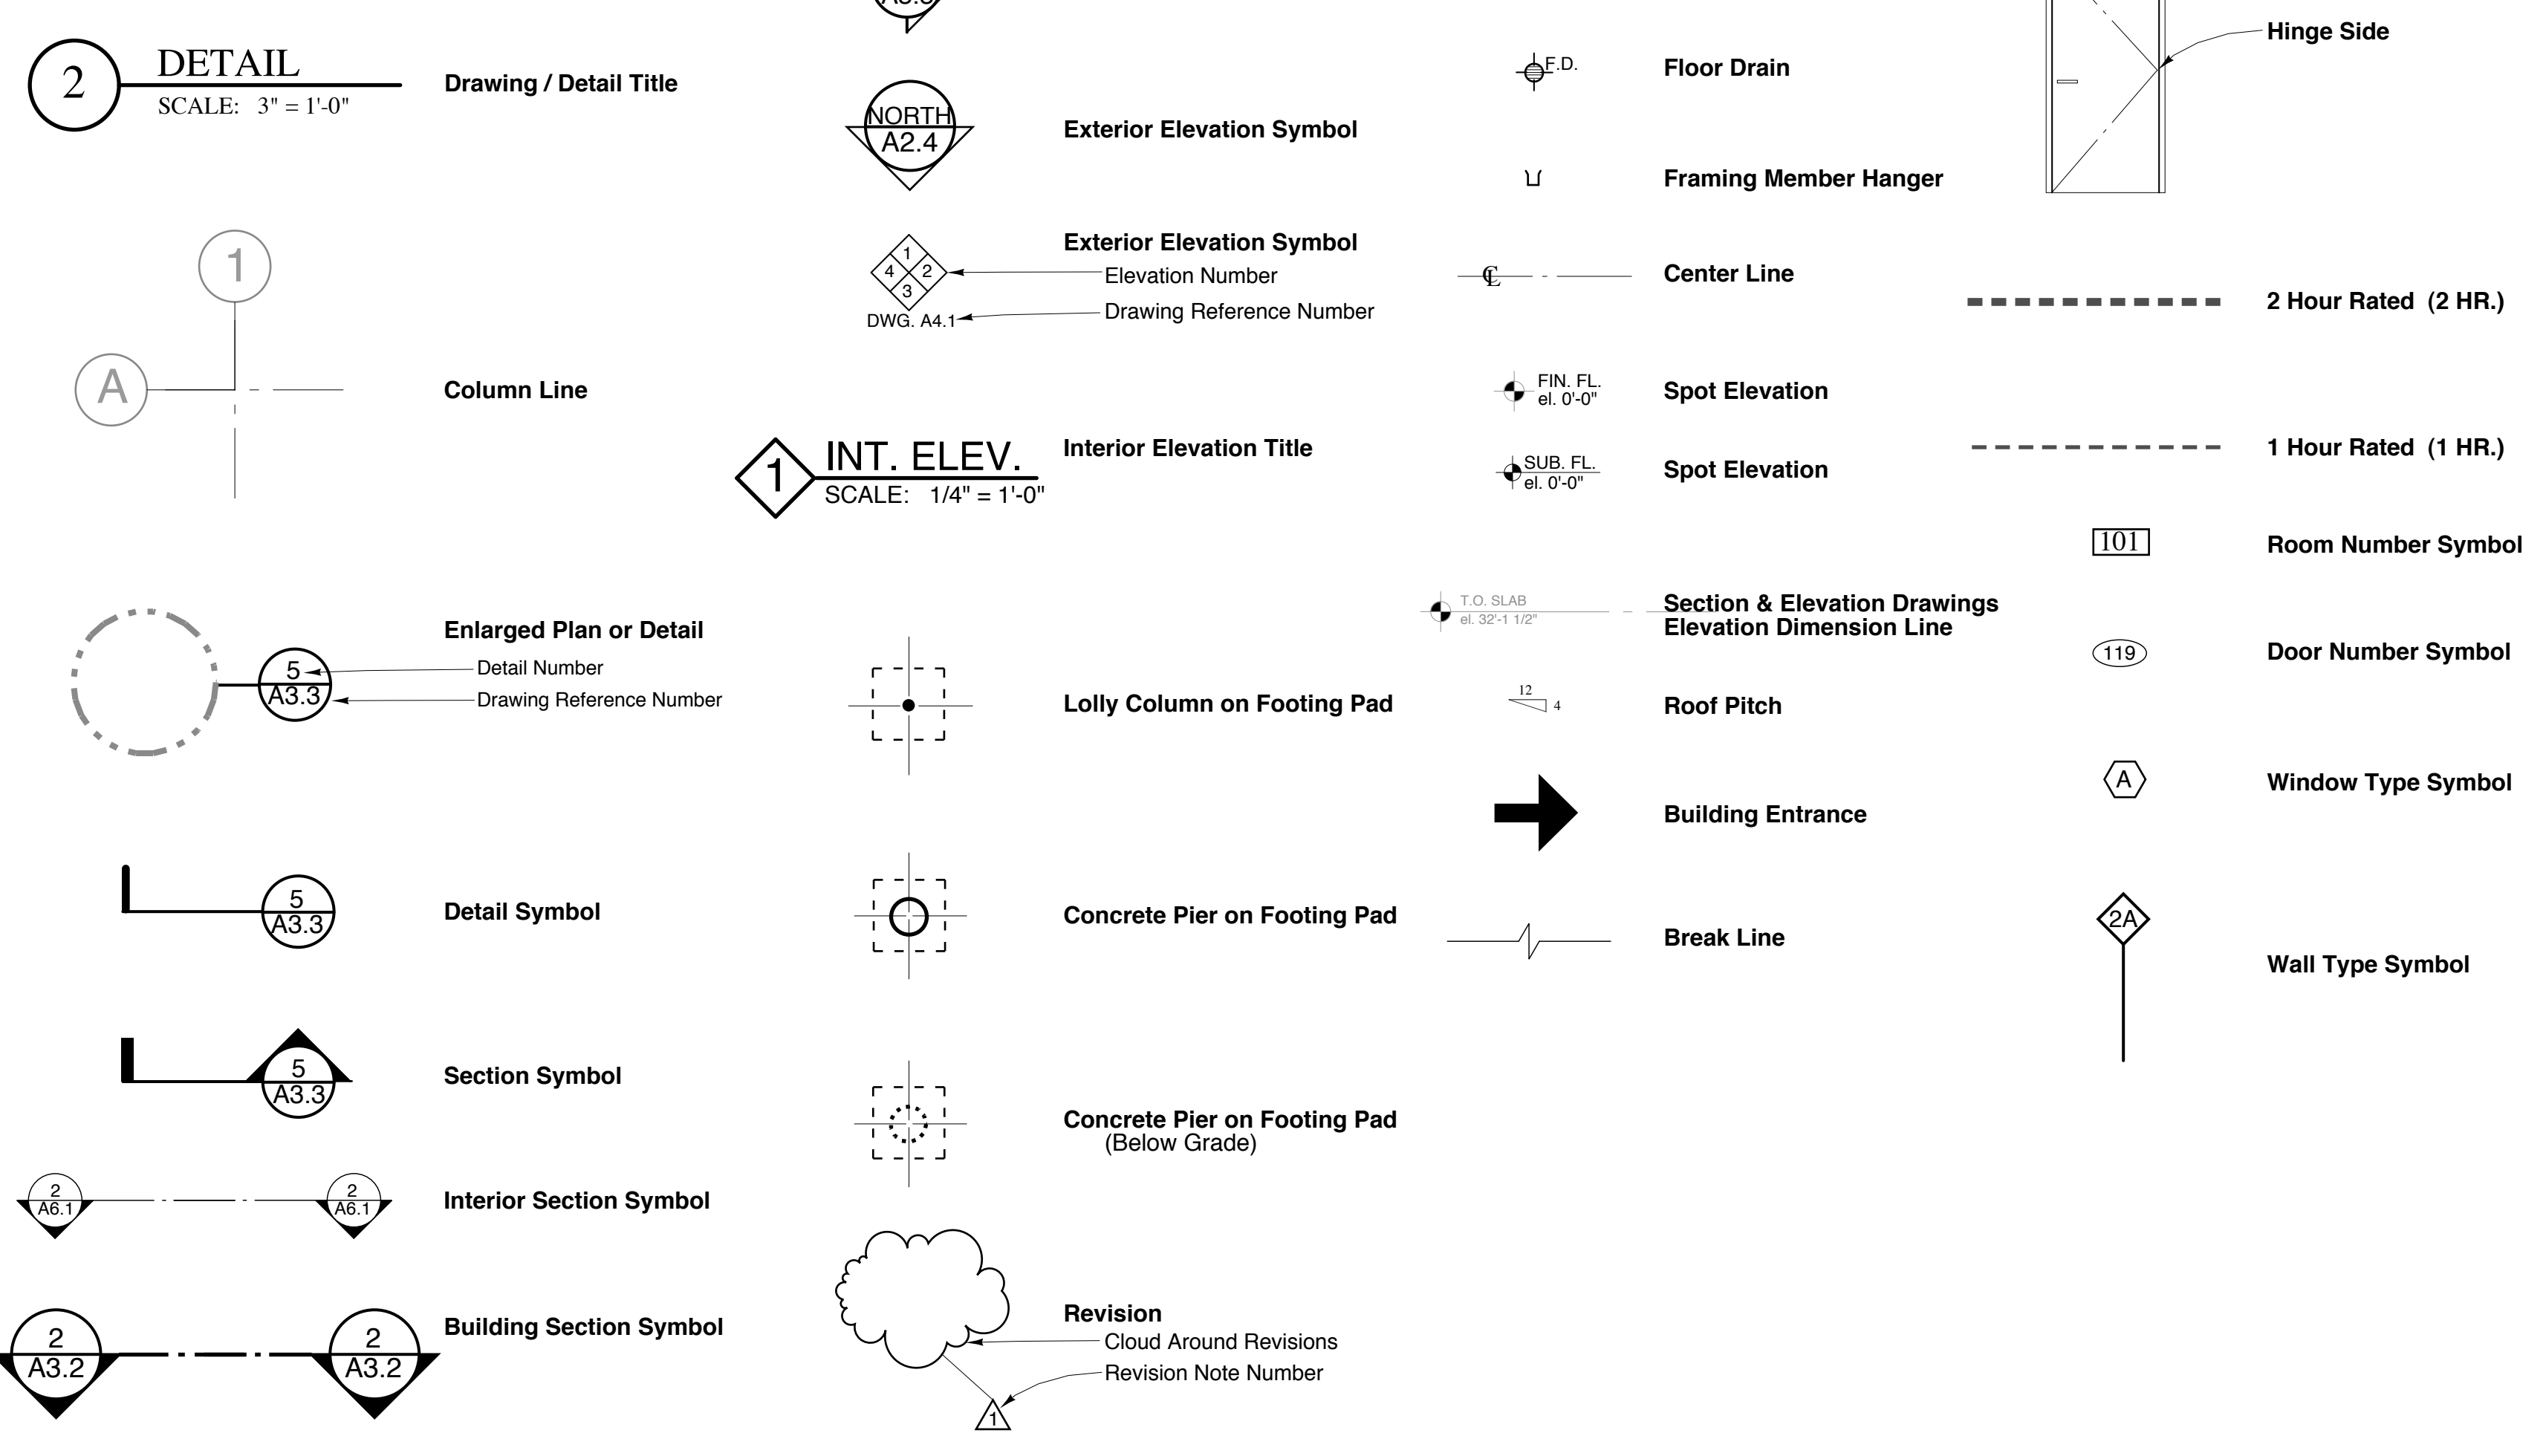 2
DETAIL
SCALE: 3" = 1'-0"
Drawing / Detail Title
1
A
Column Line
Enlarged Plan or Detail
5
A3.3
Detail Number
Drawing Reference Number
5
A3.3
Detail Symbol
5
A3.3
Section Symbol
2
A6.1
2
A6.1
Interior Section Symbol
2
A3.2
2
A3.2
Building Section Symbol
NORTH
A2.4
Exterior Elevation Symbol
Exterior Elevation Symbol
1
4 2
3
Elevation Number
DWG. A4.1
Drawing Reference Number
1
INT. ELEV.
SCALE: 1/4" = 1'-0"
Interior Elevation Title
Lolly Column on Footing Pad
Concrete Pier on Footing Pad
Concrete Pier on Footing Pad
(Below Grade)
Revision
Cloud Around Revisions
Revision Note Number
1
F.D.
Floor Drain
Framing Member Hanger
CL
Center Line
FIN. FL.
el. 0'-0"
Spot Elevation
SUB. FL.
el. 0'-0"
Spot Elevation
T.O. SLAB
el. 32'-1 1/2"
Section & Elevation Drawings
Elevation Dimension Line
12
4
Roof Pitch
Building Entrance
Break Line
Hinge Side
2 Hour Rated (2 HR.)
1 Hour Rated (1 HR.)
101
Room Number Symbol
119
Door Number Symbol
A
Window Type Symbol
2A
Wall Type Symbol